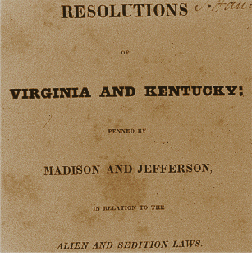 RESOLUTIONS
OF
VIRGINIA AND KENTUCKY;
PENNED BY
MADISON AND JEFFERSON,
IN RELATION TO THE
ALIEN AND SEDITION LAWS.